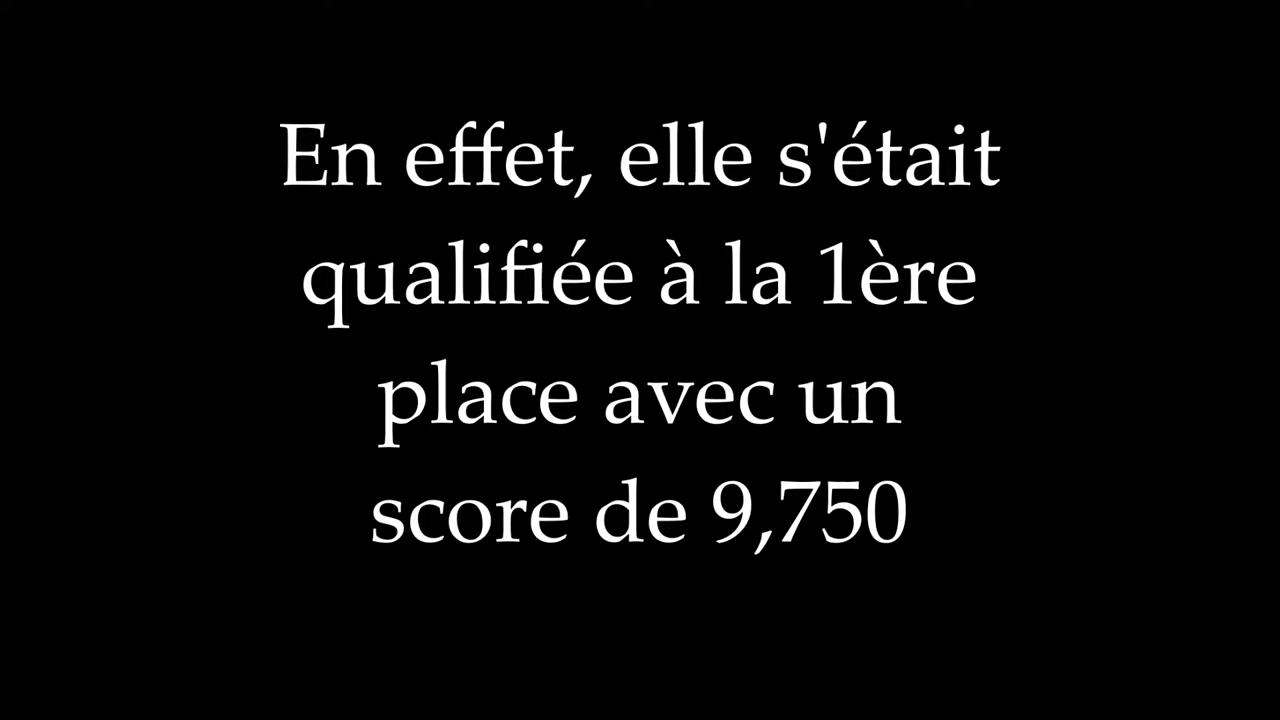 En effet, elle s'était
qualifiée à la 1ère
place avec un
score de 9,750